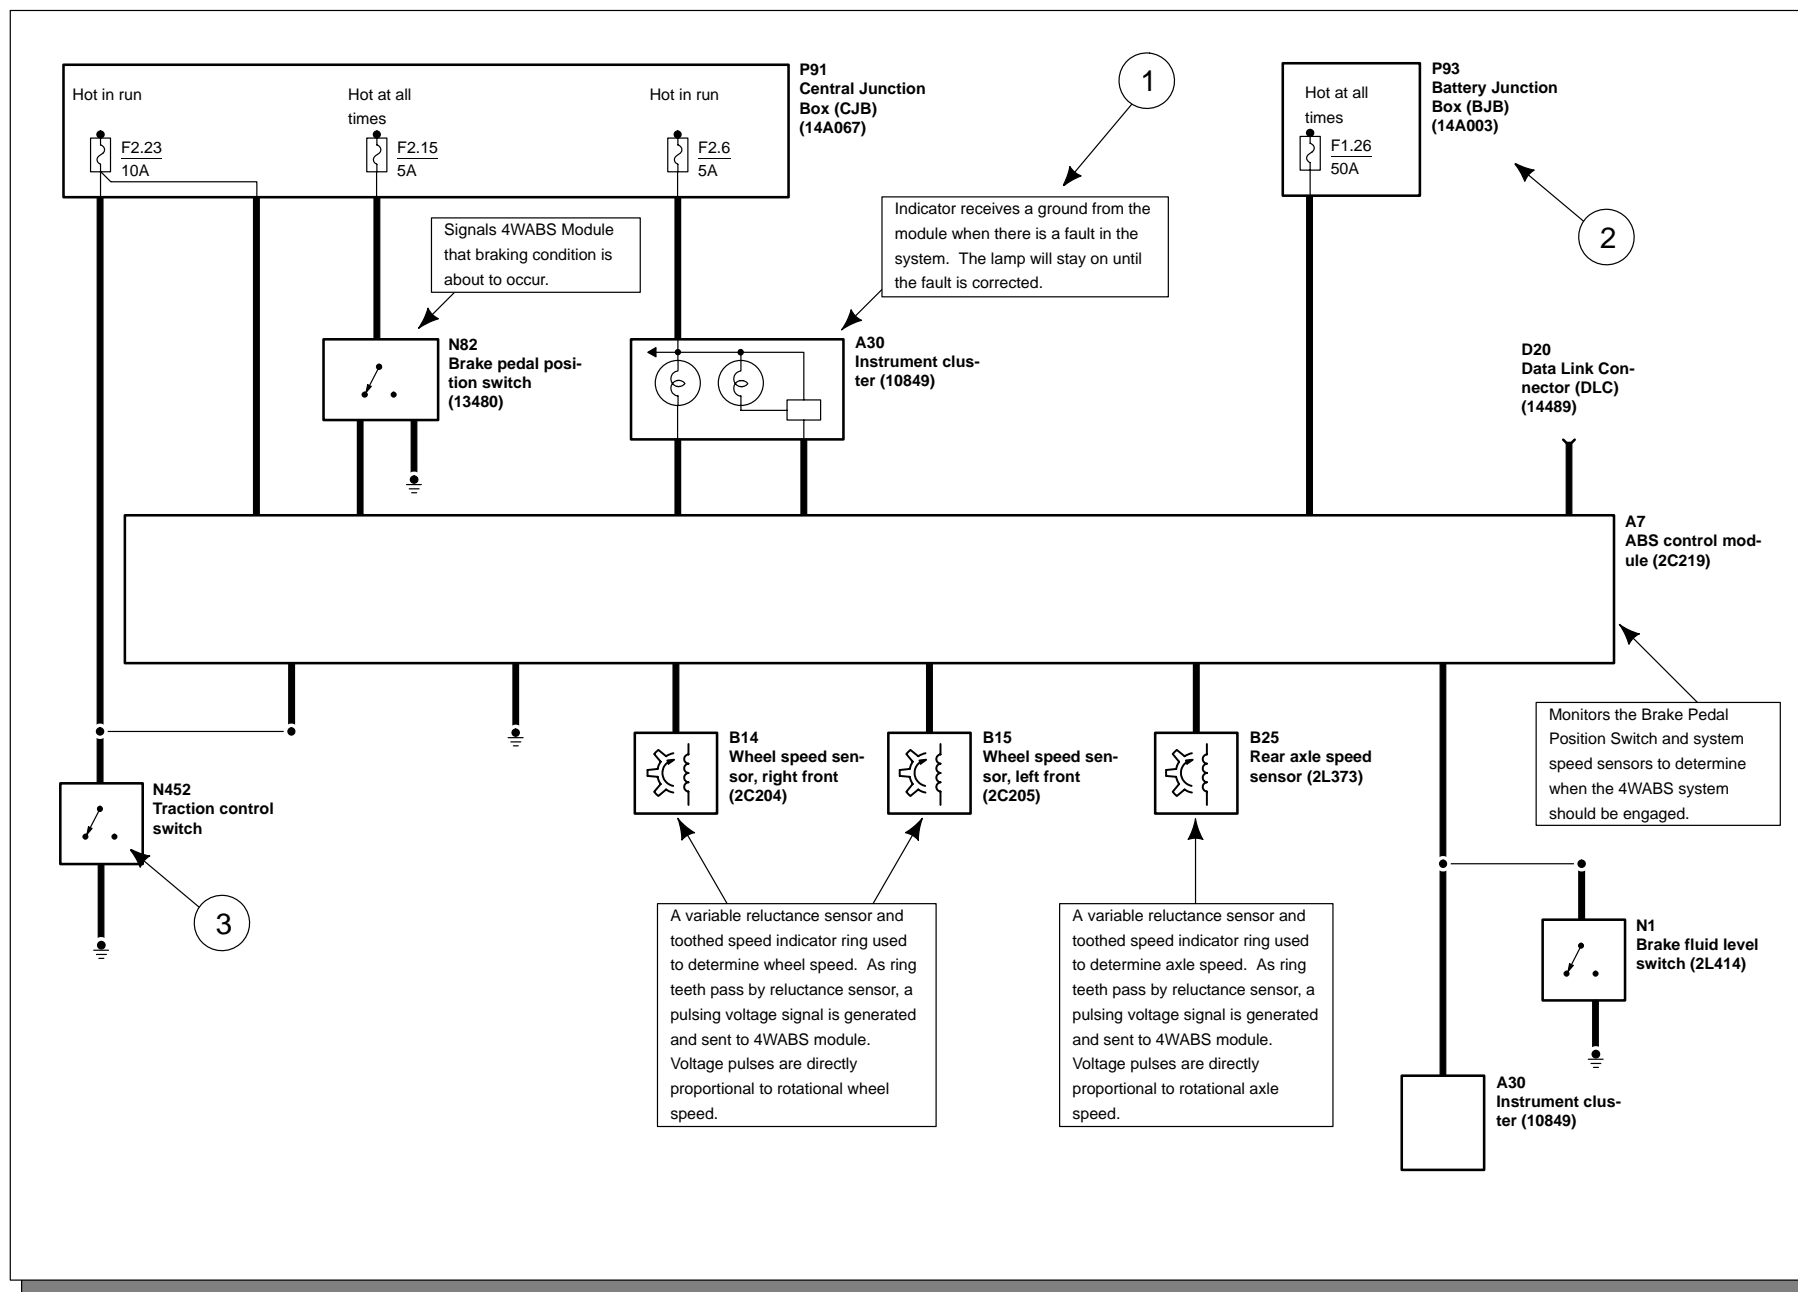 P91
Central Junction
Box (CJB)
(14A067)
Hot in run
Hot at all
times
Hot in run
F2.23
10A
F2.15
5A
F2.6
5A
1
P93
Battery Junction
Box (BJB)
(14A003)
Hot at all
times
F1.26
50A
2
Signals 4WABS Module
that braking condition is
about to occur.
Indicator receives a ground from the
module when there is a fault in the
system. The lamp will stay on until
the fault is corrected.
N82
Brake pedal posi-
tion switch
(13480)
A30
Instrument clus-
ter (10849)
D20
Data Link Con-
nector (DLC)
(14489)
A7
ABS control mod-
ule (2C219)
Monitors the Brake Pedal
Position Switch and system
speed sensors to determine
when the 4WABS system
should be engaged.
N452
Traction control
switch
3
B14
Wheel speed sen-
sor, right front
(2C204)
B15
Wheel speed sen-
sor, left front
(2C205)
B25
Rear axle speed
sensor (2L373)
A variable reluctance sensor and
toothed speed indicator ring used
to determine wheel speed. As ring
teeth pass by reluctance sensor, a
pulsing voltage signal is generated
and sent to 4WABS module.
Voltage pulses are directly
proportional to rotational wheel
speed.
A variable reluctance sensor and
toothed speed indicator ring used
to determine axle speed. As ring
teeth pass by reluctance sensor, a
pulsing voltage signal is generated
and sent to 4WABS module.
Voltage pulses are directly
proportional to rotational axle
speed.
N1
Brake fluid level
switch (2L414)
A30
Instrument clus-
ter (10849)